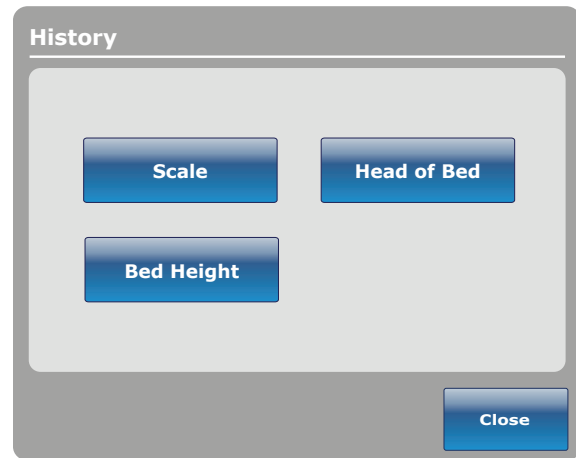 History
Scale
Head of Bed
Bed Height
Close